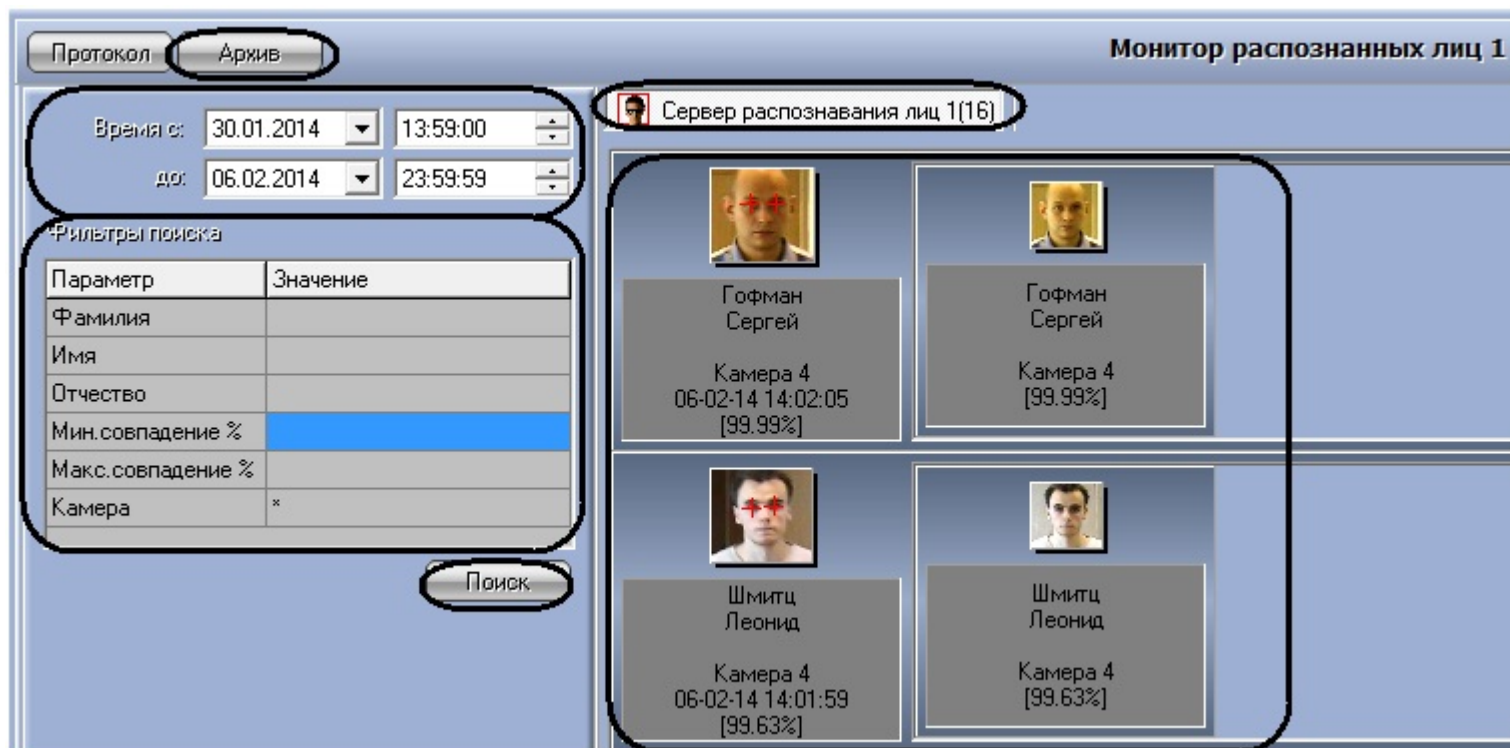 Протокол Архив Монитор распознанных лиц 1
Время с: 30.01.2014 13:59:00
до: 06.02.2014 23:59:59
Фильтры поиска
Параметр Значение
Фамилия
Имя
Отчество
Мин.совпадение %
Макс.совпадение %
Камера *
Поиск
Сервер распознавания лиц 1(16)
Гофман
Сергей
Камера 4
06-02-14 14:02:05
[99.99%]
Гофман
Сергей
Камера 4
[99.99%]
Шмитц
Леонид
Камера 4
06-02-14 14:01:59
[99.63%]
Шмитц
Леонид
Камера 4
[99.63%]